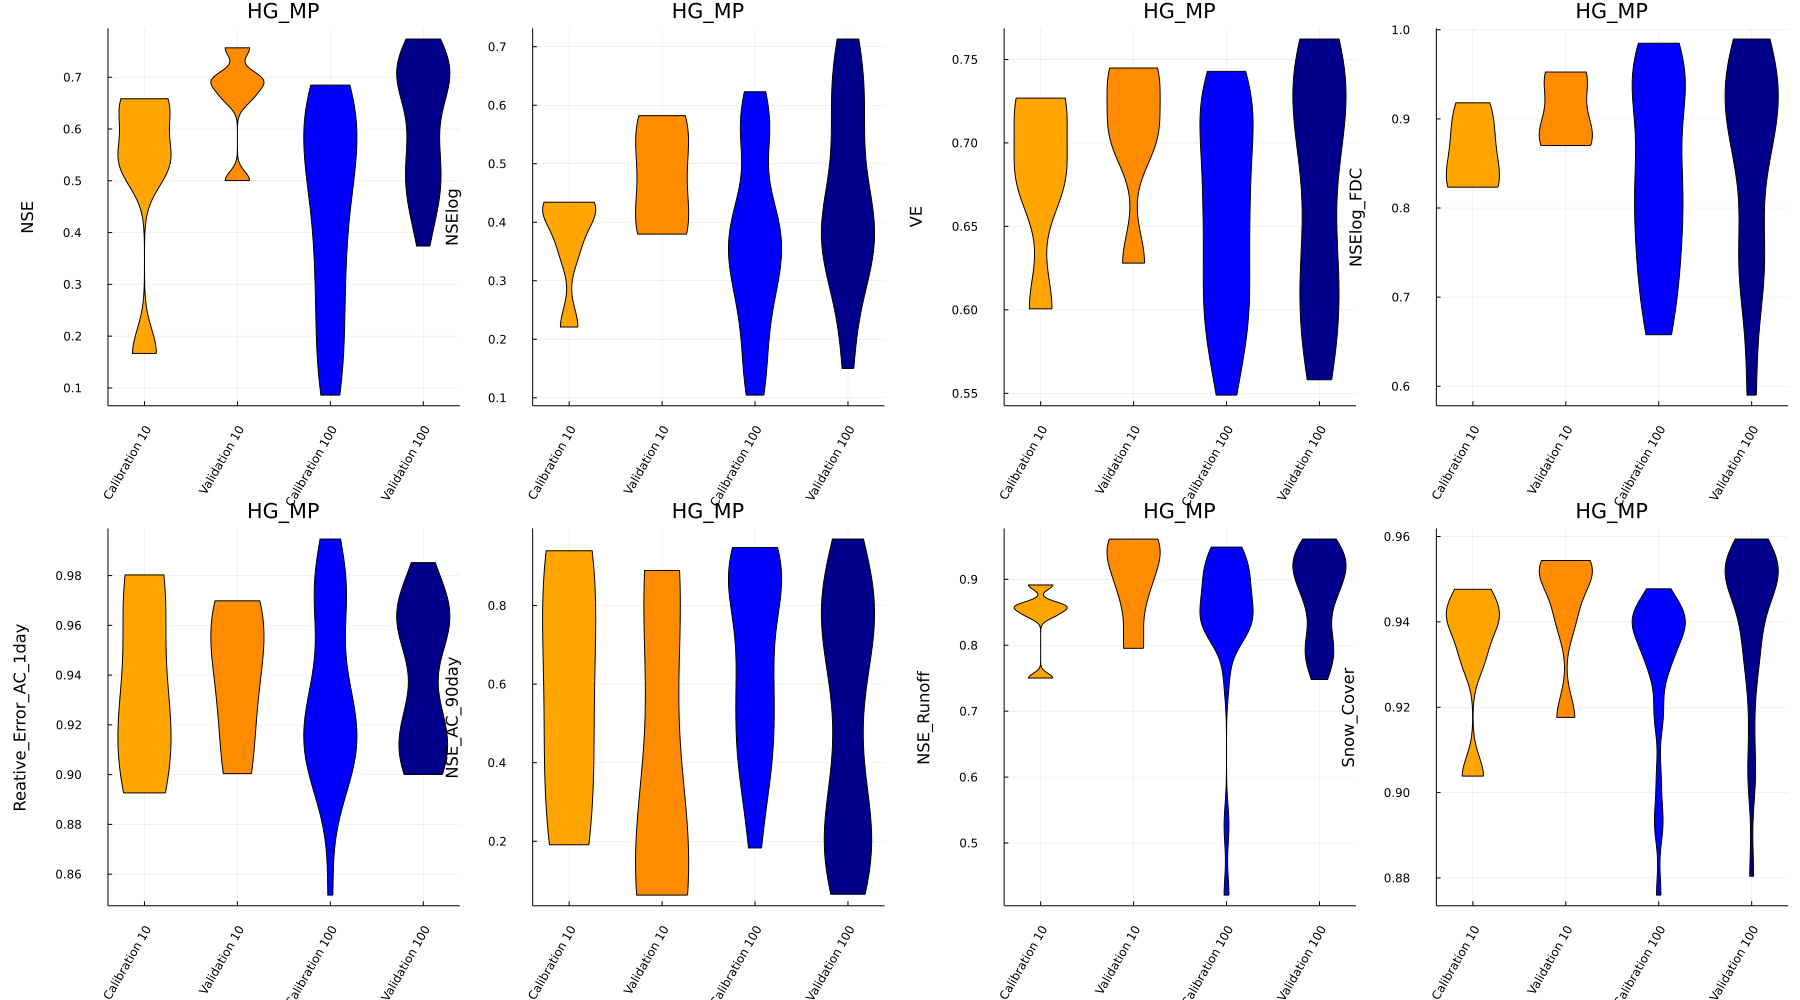 HG_MP
NSE
0.7
0.6
0.5
0.4
0.3
0.2
0.1
Calibration 10
Validation 10
Calibration 100
Validation 100
HG_MP
NSElog
0.7
0.6
0.5
0.4
0.3
0.2
0.1
Calibration 10
Validation 10
Calibration 100
Validation 100
HG_MP
VE
0.75
0.70
0.65
0.60
0.55
Calibration 10
Validation 10
Calibration 100
Validation 100
HG_MP
NSElog_FDC
1.0
0.9
0.8
0.7
0.6
Calibration 10
Validation 10
Calibration 100
Validation 100
HG_MP
Reative_Error_AC_1day
0.98
0.96
0.94
0.92
0.90
0.88
0.86
Calibration 10
Validation 10
Calibration 100
Validation 100
HG_MP
NSE_AC_90day
0.8
0.6
0.4
0.2
Calibration 10
Validation 10
Calibration 100
Validation 100
HG_MP
NSE_Runoff
0.9
0.8
0.7
0.6
0.5
Calibration 10
Validation 10
Calibration 100
Validation 100
HG_MP
Snow_Cover
0.96
0.94
0.92
0.90
0.88
Calibration 10
Validation 10
Calibration 100
Validation 100